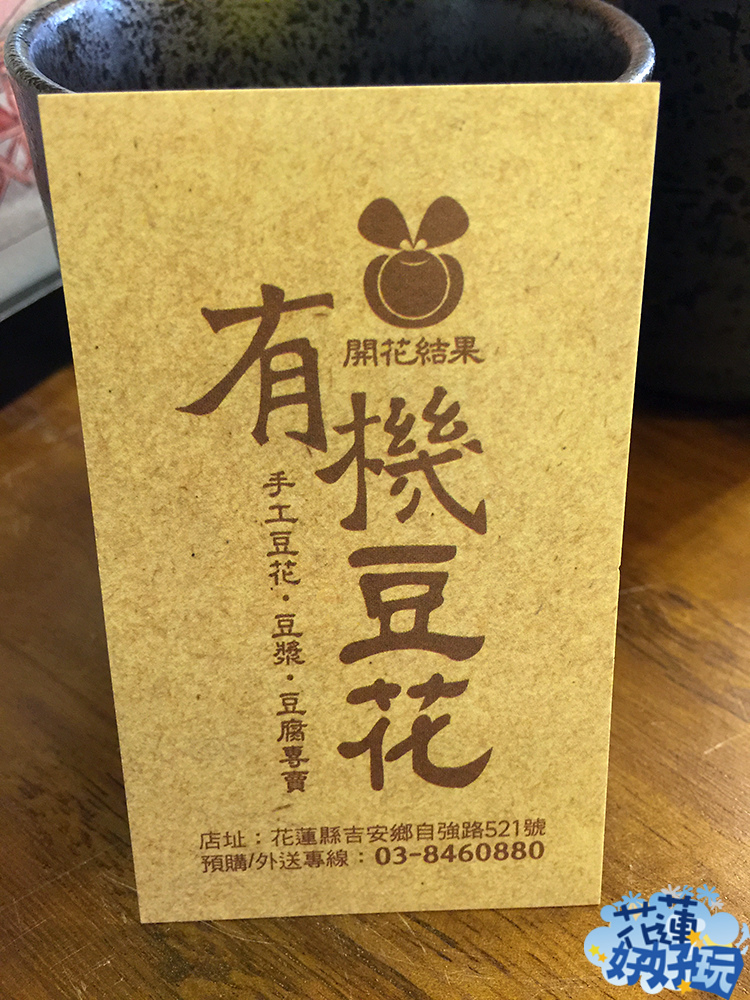 開花結果
有機豆花
手工豆花・豆漿・豆腐專賣
店址：花蓮縣吉安鄉自強路521號
預購/外送專線：03-8460880
花蓮
好好玩